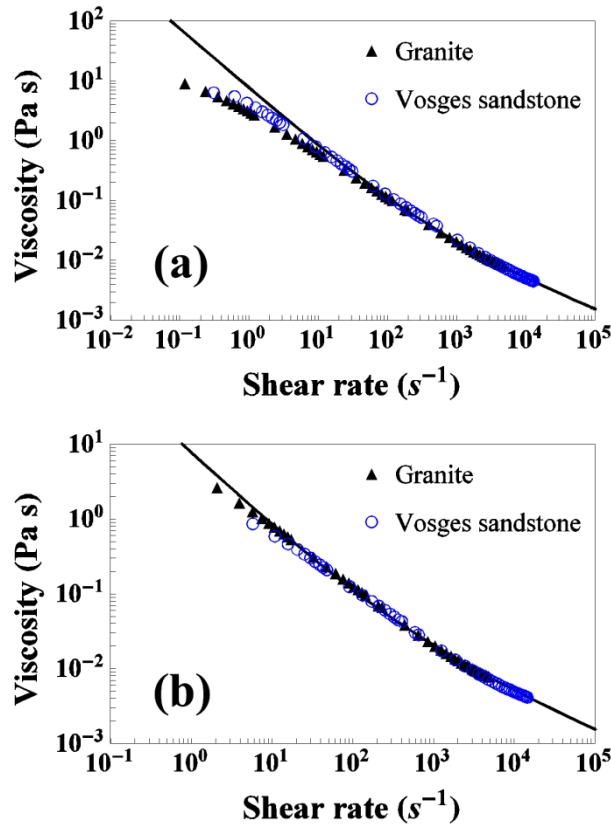 10²
10¹
10⁰
10⁻¹
10⁻²
10⁻³
Viscosity (Pa s)
Granite
Vosges sandstone
(a)
10⁻² 10⁻¹ 10⁰ 10¹ 10² 10³ 10⁴ 10⁵
Shear rate (s⁻¹)
10¹
10⁰
10⁻¹
10⁻²
10⁻³
Viscosity (Pa s)
Granite
Vosges sandstone
(b)
10⁻¹ 10⁰ 10¹ 10² 10³ 10⁴ 10⁵
Shear rate (s⁻¹)